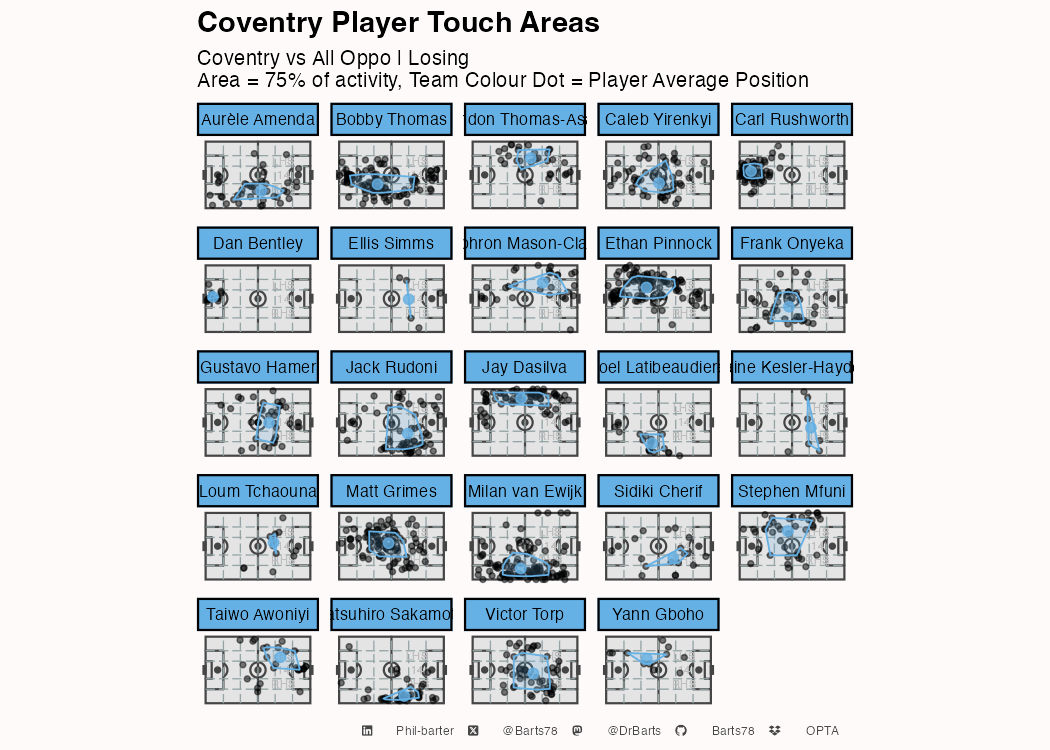 Coventry Player Touch Areas
Coventry vs All Oppo | Losing
Area = 75% of activity, Team Colour Dot = Player Average Position
Aurèle Amenda Bobby Thomas don Thomas-As Caleb Yirenkyi Carl Rushworth
Dan Bentley Ellis Simms phron Mason-Cla Ethan Pinnock Frank Onyeka
Gustavo Hamer Jack Rudoni Jay Dasilva oel Latibeaudier ine Kesler-Hayd
Loum Tchaouna Matt Grimes Milan van Ewijk Sidiki Cherif Stephen Mfuni
Taiwo Awoniyi atsuhiro Sakamo Victor Torp Yann Gboho
Phil-barter @Barts78 @DrBarts Barts78 OPTA